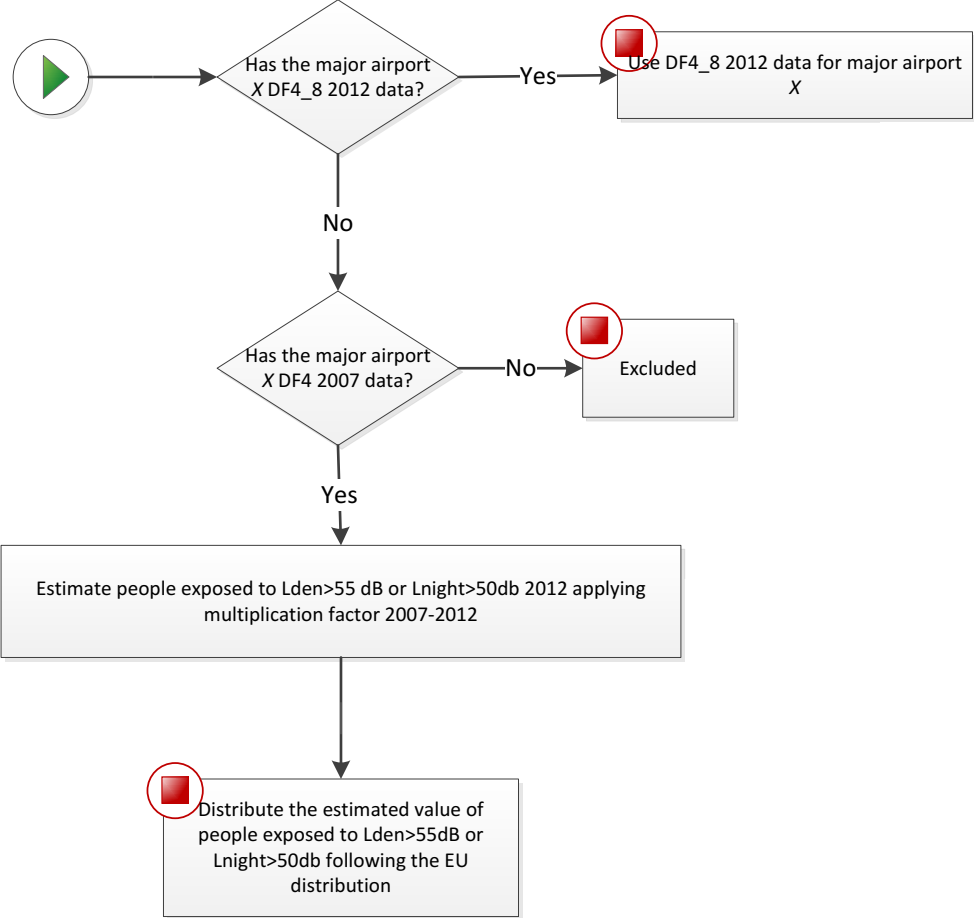 Has the major airport
X DF4_8 2012 data?
Yes
Use DF4_8 2012 data for major airport
X
No
Has the major airport
X DF4 2007 data?
No
Excluded
Yes
Estimate people exposed to Lden>55 dB or Lnight>50db 2012 applying
multiplication factor 2007-2012
Distribute the estimated value of
people exposed to Lden>55dB or
Lnight>50db following the EU
distribution